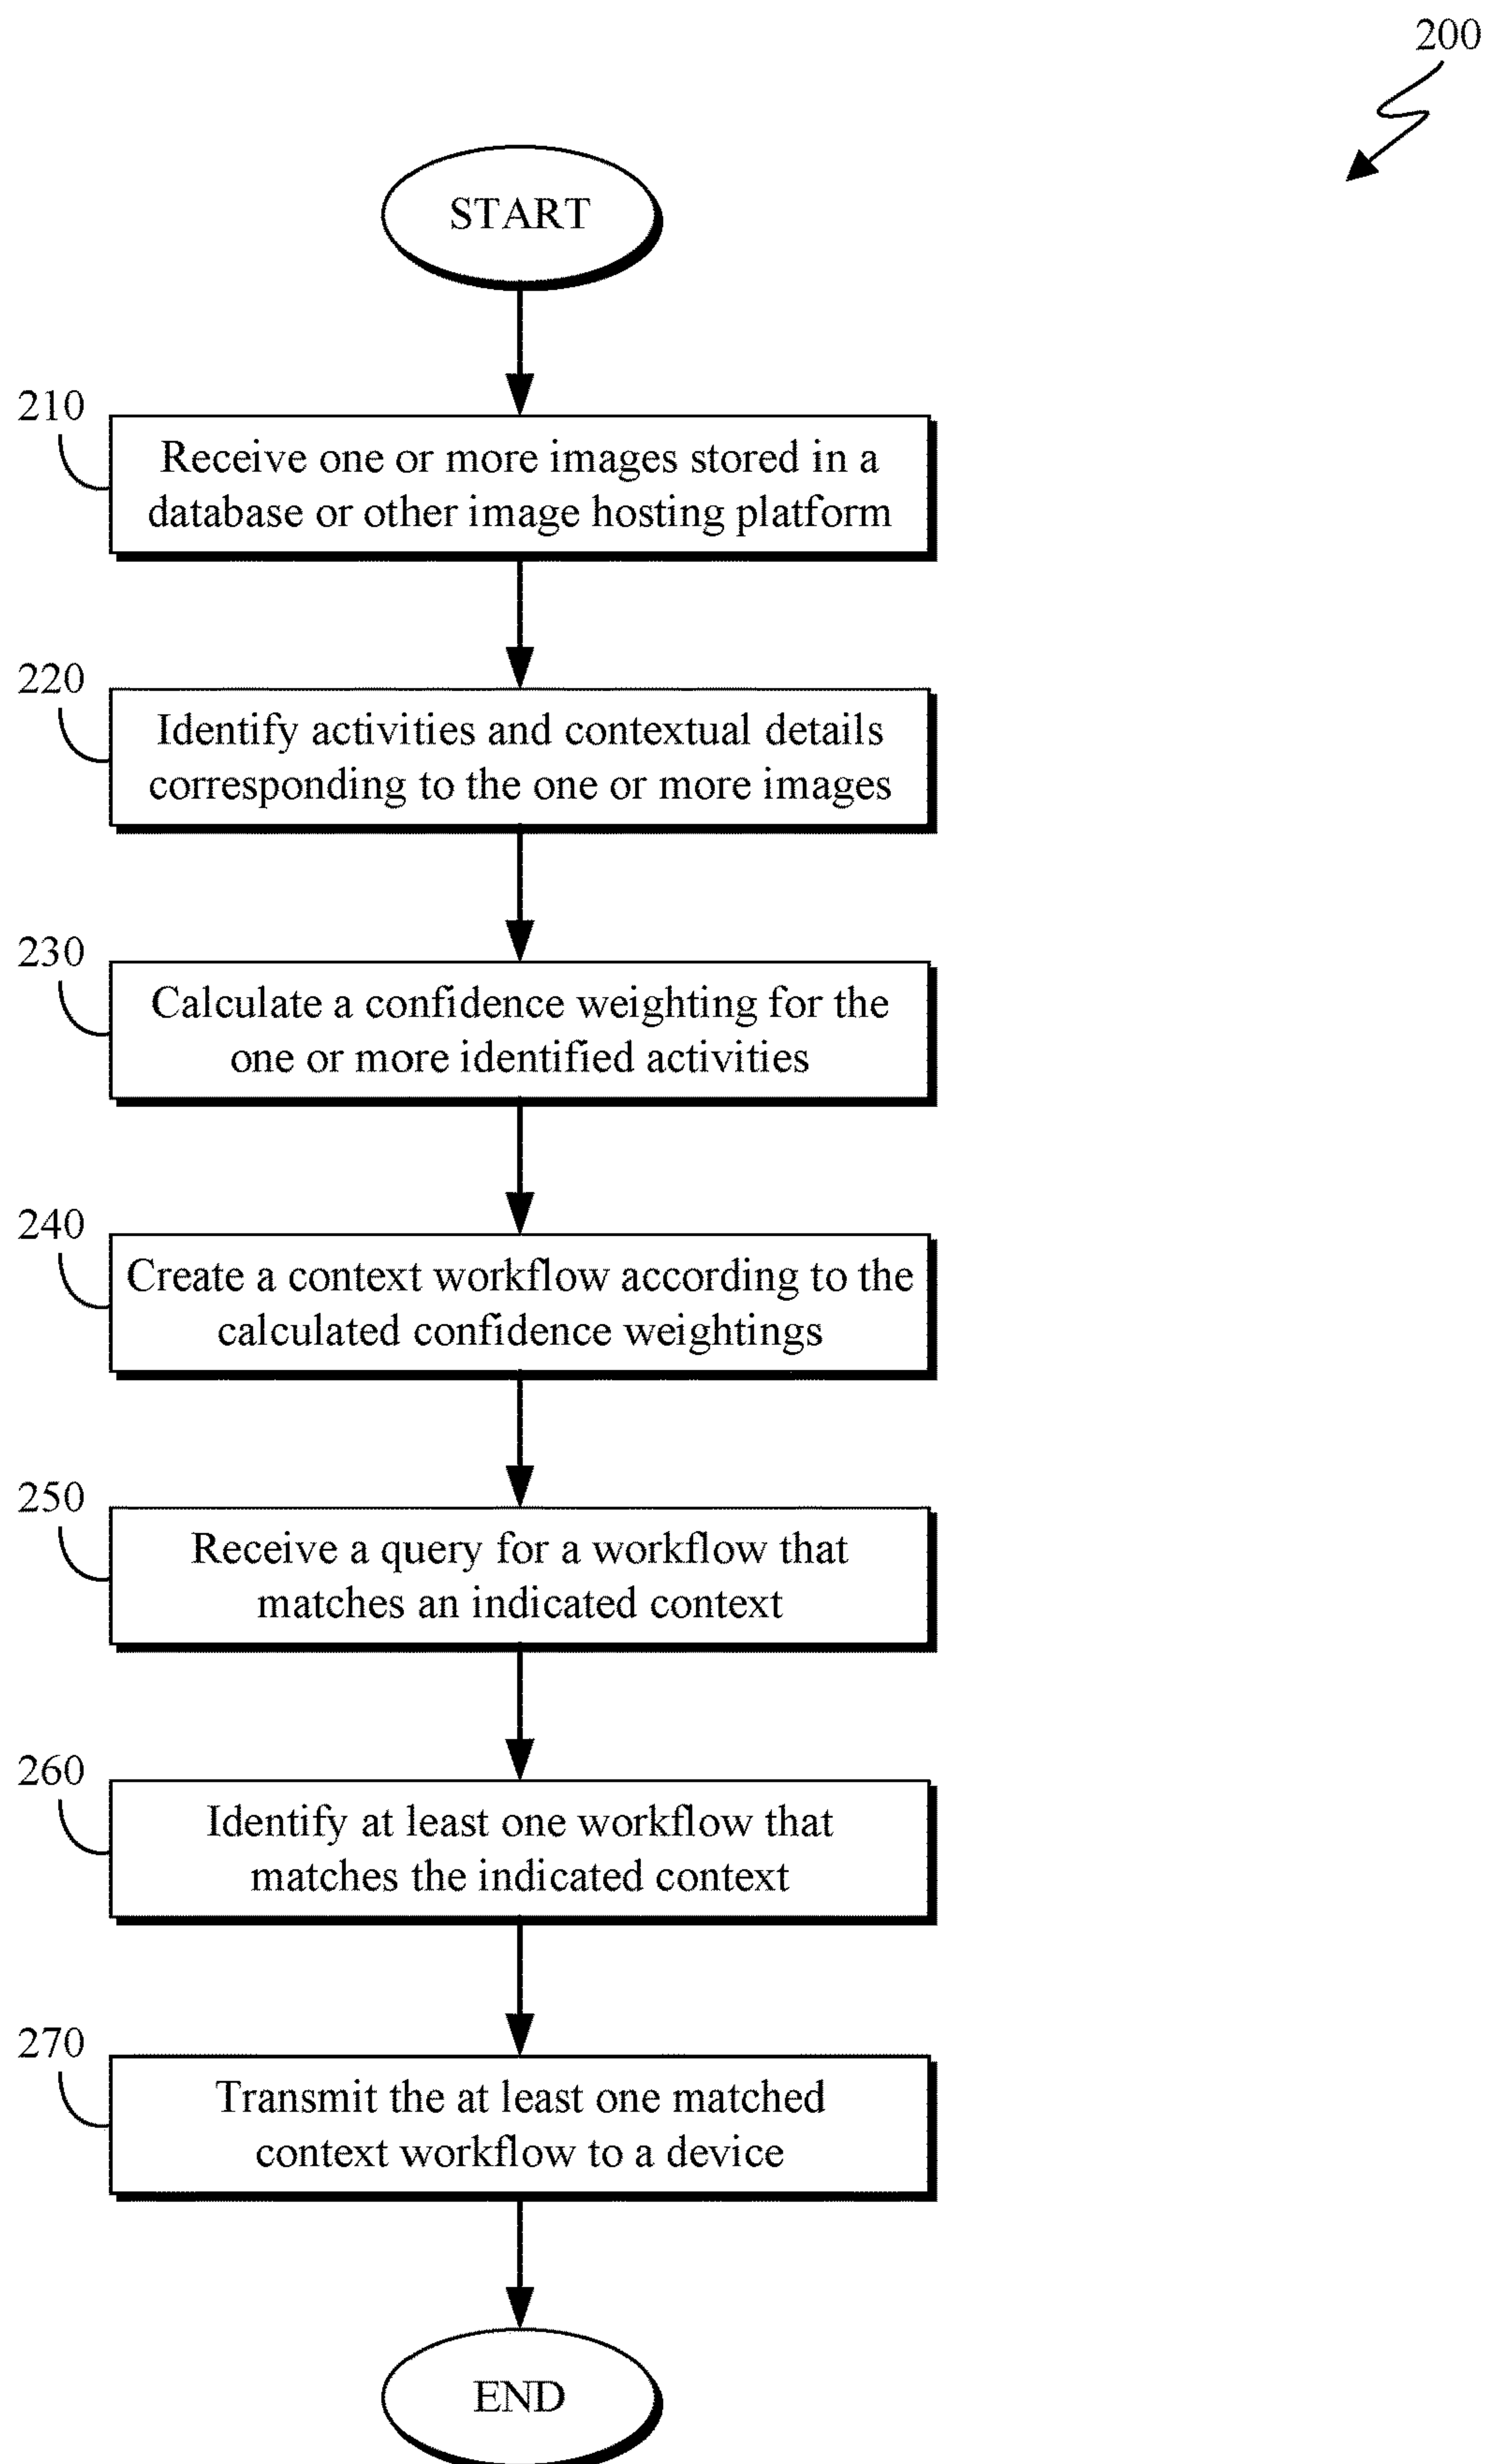 200
START
210
Receive one or more images stored in a
database or other image hosting platform
220
Identify activities and contextual details
corresponding to the one or more images
230
Calculate a confidence weighting for the
one or more identified activities
240
Create a context workflow according to the
calculated confidence weightings
250
Receive a query for a workflow that
matches an indicated context
260
Identify at least one workflow that
matches the indicated context
270
Transmit the at least one matched
context workflow to a device
END